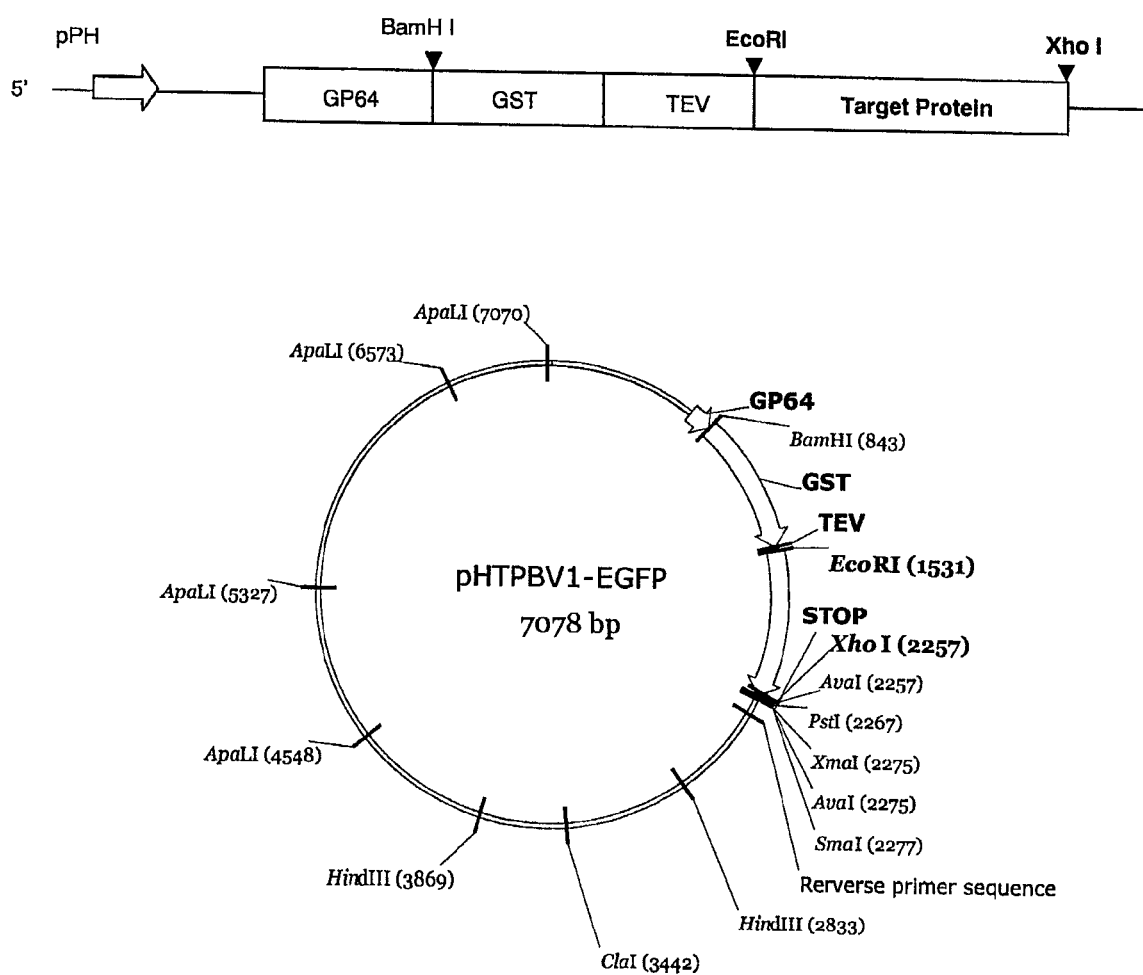 pPH
BamH I
EcoRI
Xho I
5'
GP64
GST
TEV
Target Protein
ApaLI (7070)
ApaLI (6573)
GP64
BamHI (843)
GST
TEV
EcoRI (1531)
pHTPBV1-EGFP
7078 bp
ApaLI (5327)
STOP
Xho I (2257)
AvaI (2257)
PstI (2267)
XmaI (2275)
AvaI (2275)
SmaI (2277)
Rerverse primer sequence
ApaLI (4548)
HindIII (3869)
HindIII (2833)
ClaI (3442)